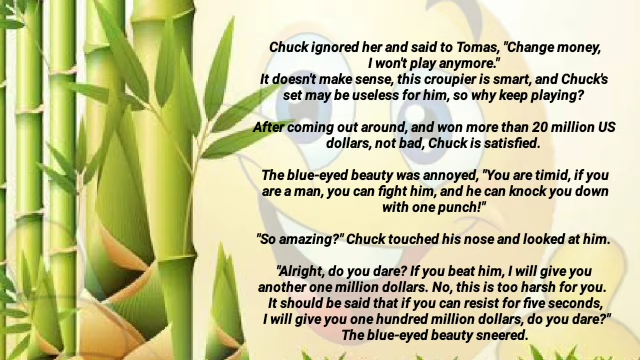 Chuck ignored her and said to Tomas, "Change money,
I won't play anymore."
It doesn't make sense, this croupier is smart, and Chuck's
set may be useless for him, so why keep playing?
After coming out around, and won more than 20 million US
dollars, not bad, Chuck is satisfied.
The blue-eyed beauty was annoyed, "You are timid, if you
are a man, you can fight him, and he can knock you down
with one punch!"
"So amazing?" Chuck touched his nose and looked at him.
"Alright, do you dare? If you beat him, I will give you
another one million dollars. No, this is too harsh for you.
It should be said that if you can resist for five seconds,
I will give you one hundred million dollars, do you dare?"
The blue-eyed beauty sneered.